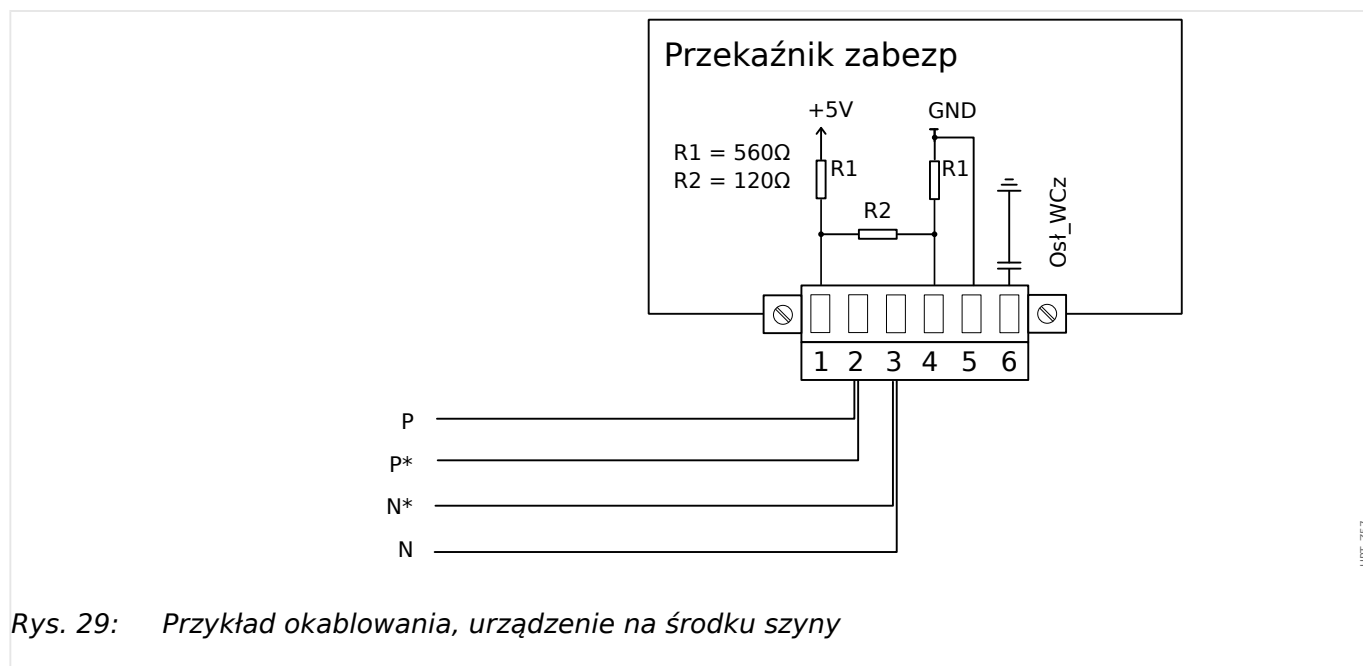 Przekaźnik zabezp
+5V
GND
R1 = 560Ω
R2 = 120Ω
R1
R1
R2
Osł_WCz
1 2 3 4 5 6
P
P*
N*
N
Rys. 29: Przykład okablowania, urządzenie na środku szyny